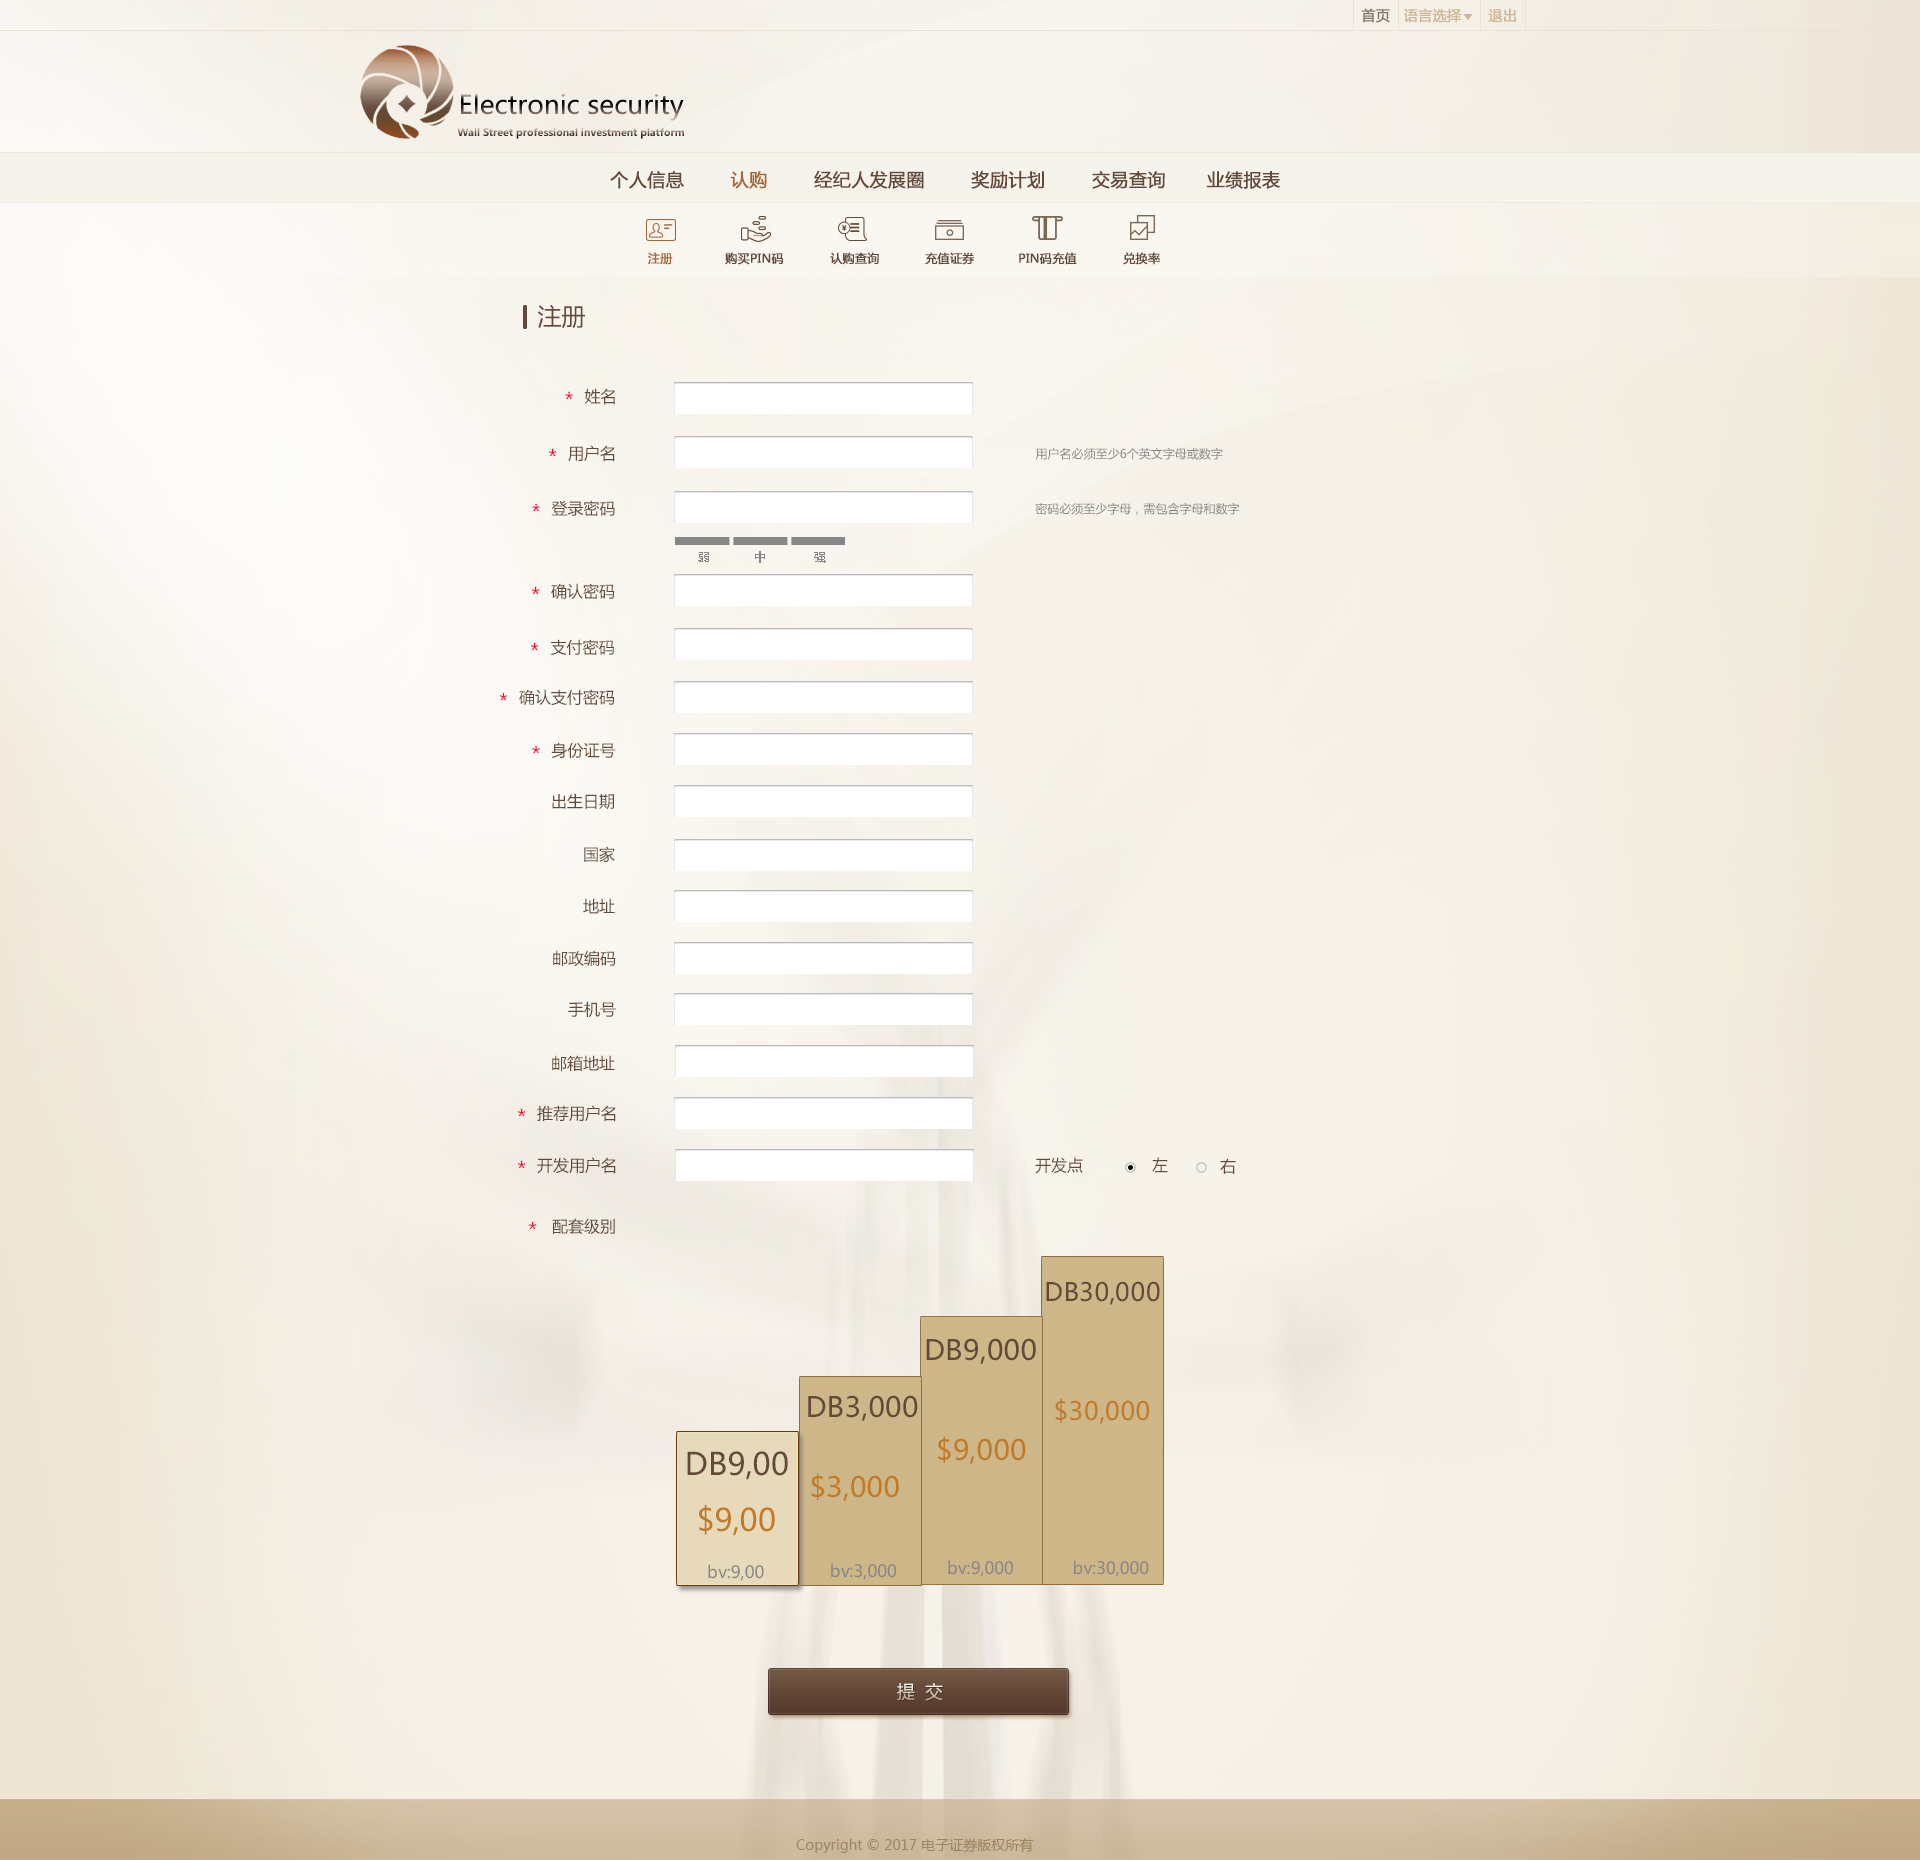 首页 语言选择 退出
Electronic security
Wall Street professional investment platform
个人信息 认购 经纪人发展圈 奖励计划 交易查询 业绩报表
注册 购买PIN码 认购查询 充值证券 PIN码充值 兑换率
注册
* 姓名
* 用户名 用户名必须至少6个英文字母或数字
* 登录密码 密码必须至少字母，需包含字母和数字
弱 中 强
* 确认密码
* 支付密码
* 确认支付密码
* 身份证号
出生日期
国家
地址
邮政编码
手机号
邮箱地址
* 推荐用户名
* 开发用户名 开发点 左 右
* 配套级别
DB9,00
$9,00
bv:9,00
DB3,000
$3,000
bv:3,000
DB9,000
$9,000
bv:9,000
DB30,000
$30,000
bv:30,000
提 交
Copyright © 2017 电子证券版权所有